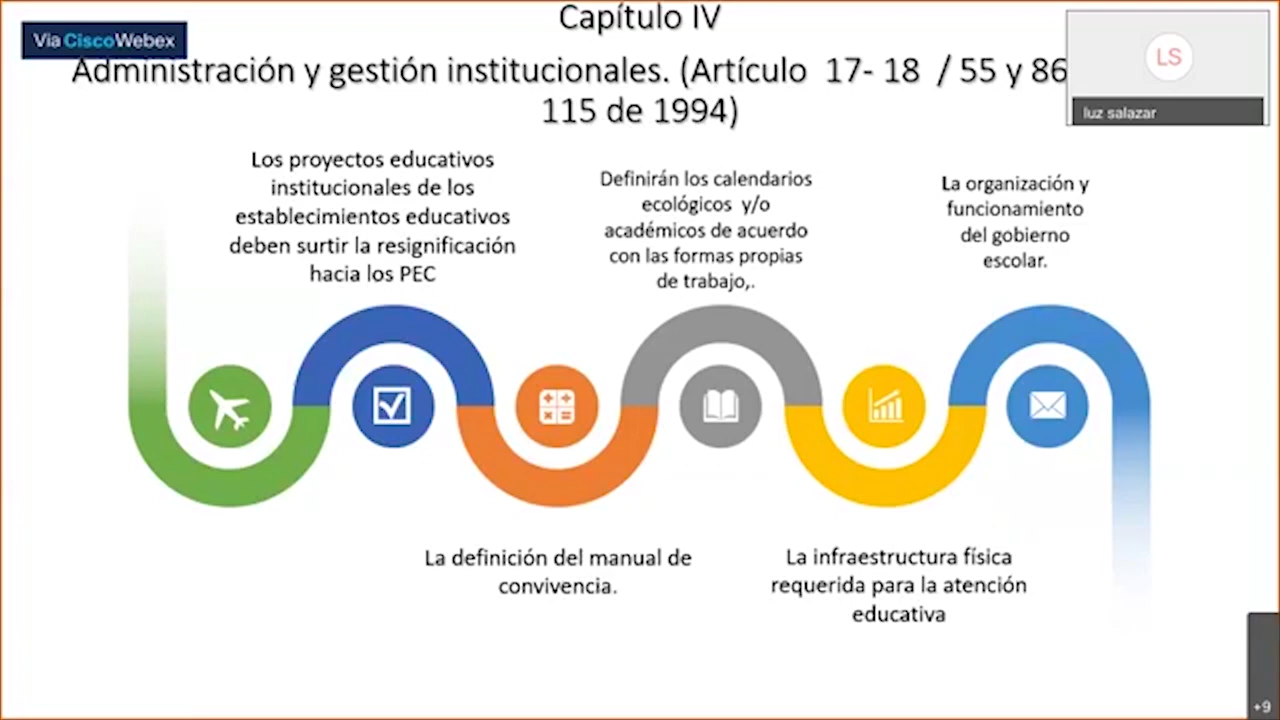 Capítulo IV
Vía CiscoWebex
Administración y gestión institucionales. (Artículo 17- 18 / 55 y 86
115 de 1994)
LS
luz salazar
Los proyectos educativos
institucionales de los
establecimientos educativos
deben surtir la resignificación
hacia los PEC
Definirán los calendarios
ecológicos y/o
académicos de acuerdo
con las formas propias
de trabajo,.
La organización y
funcionamiento
del gobierno
escolar.
La definición del manual de
convivencia.
La infraestructura física
requerida para la atención
educativa
+9